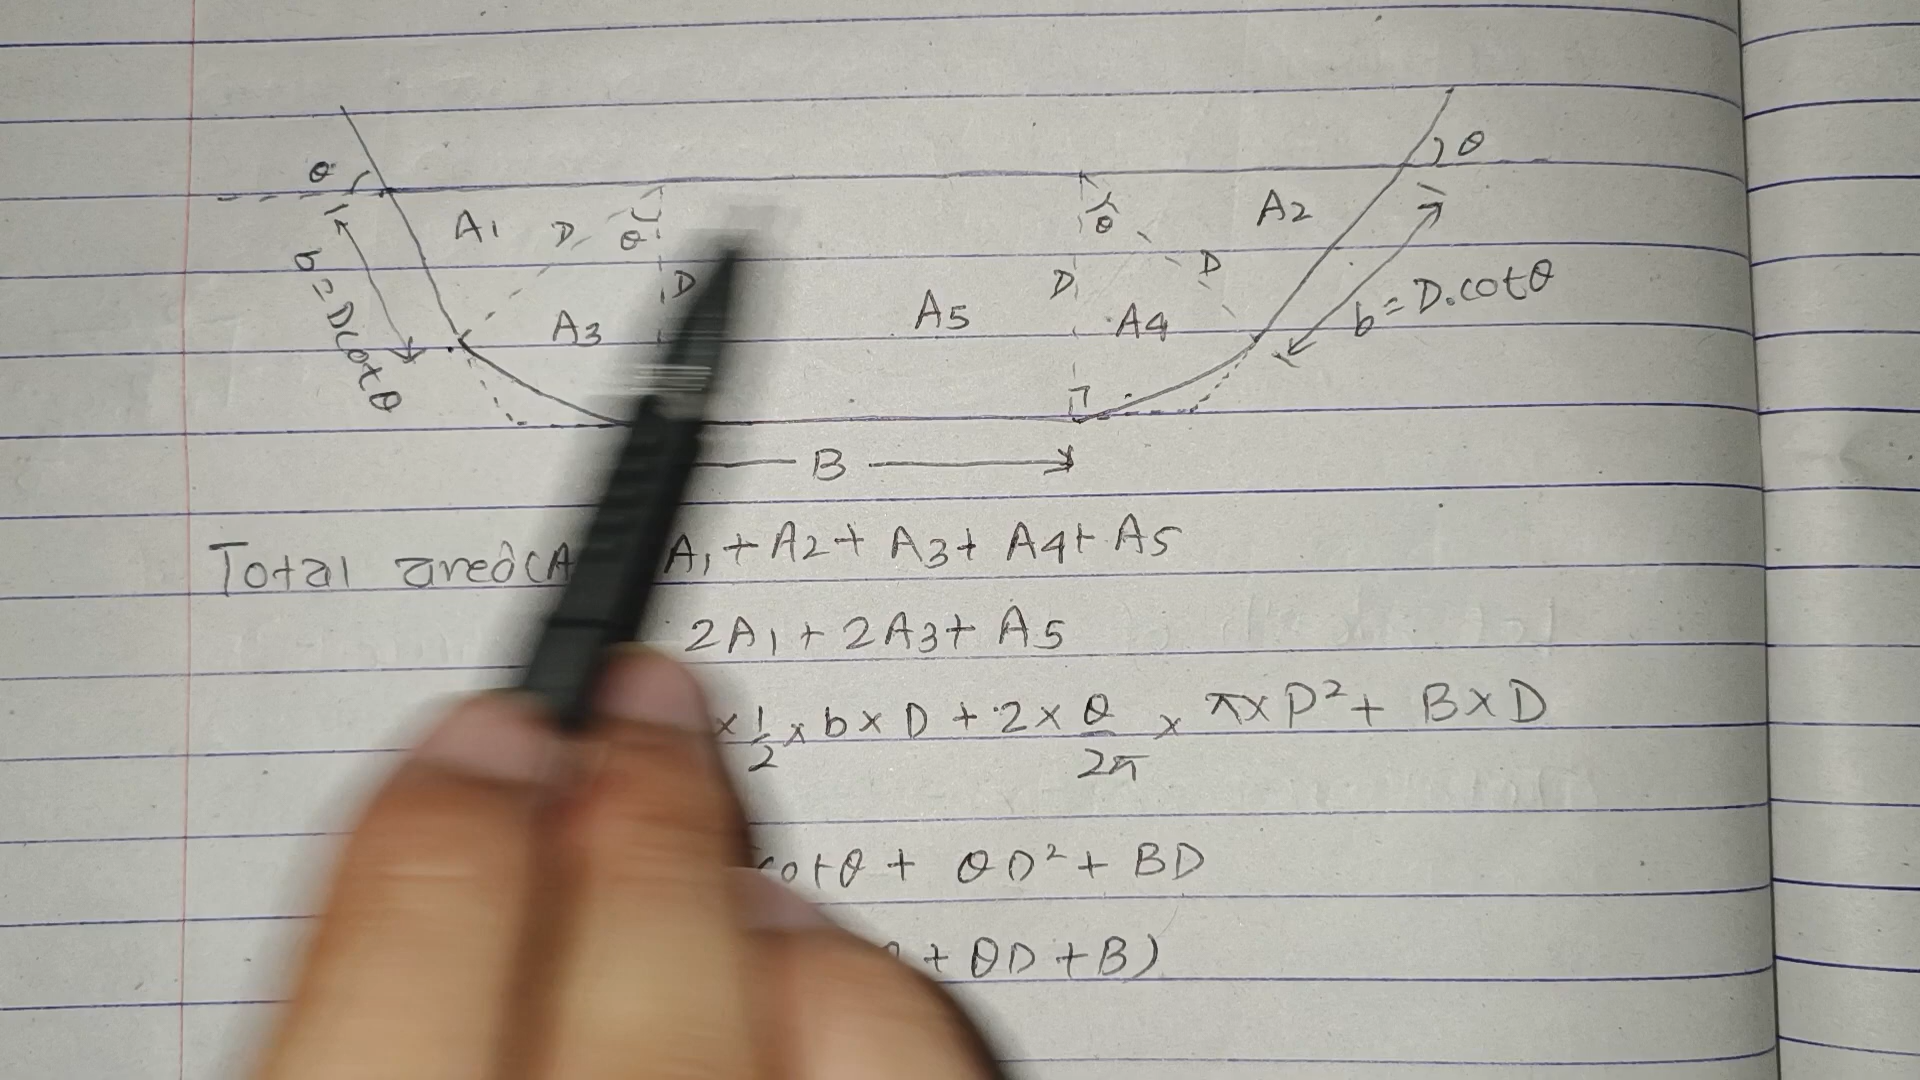 θ
θ
A1
D
θ
θ
A2
b = D cot θ
D
D
D
b = D.cotθ
A3
A5
A4
B
Total area(A A1 + A2 + A3 + A4 + A5
2A1 + 2A3 + A5
× 1/2 × b × D + 2 × θ/2π × π × D² + B × D
cotθ + θD² + BD
+ θD + B)